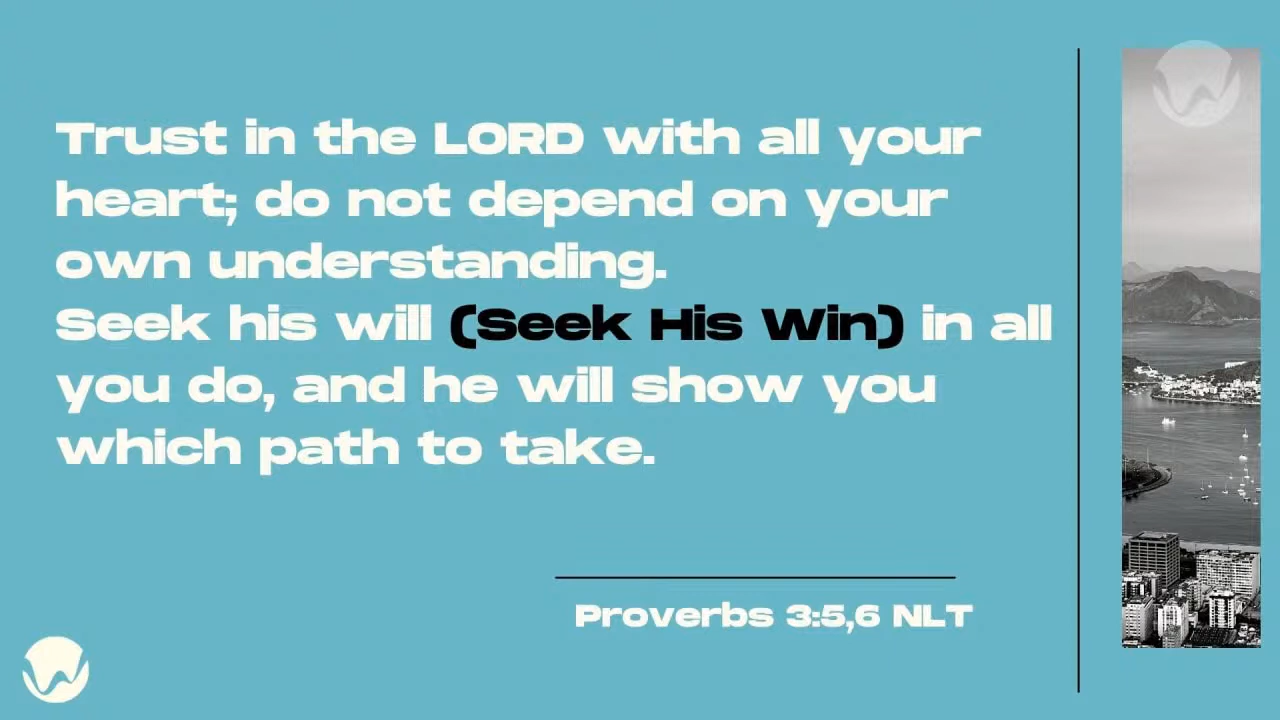 Trust in the LORD with all your
heart; do not depend on your
own understanding.
Seek his will (Seek His Win) in all
you do, and he will show you
which path to take.
Proverbs 3:5,6 NLT